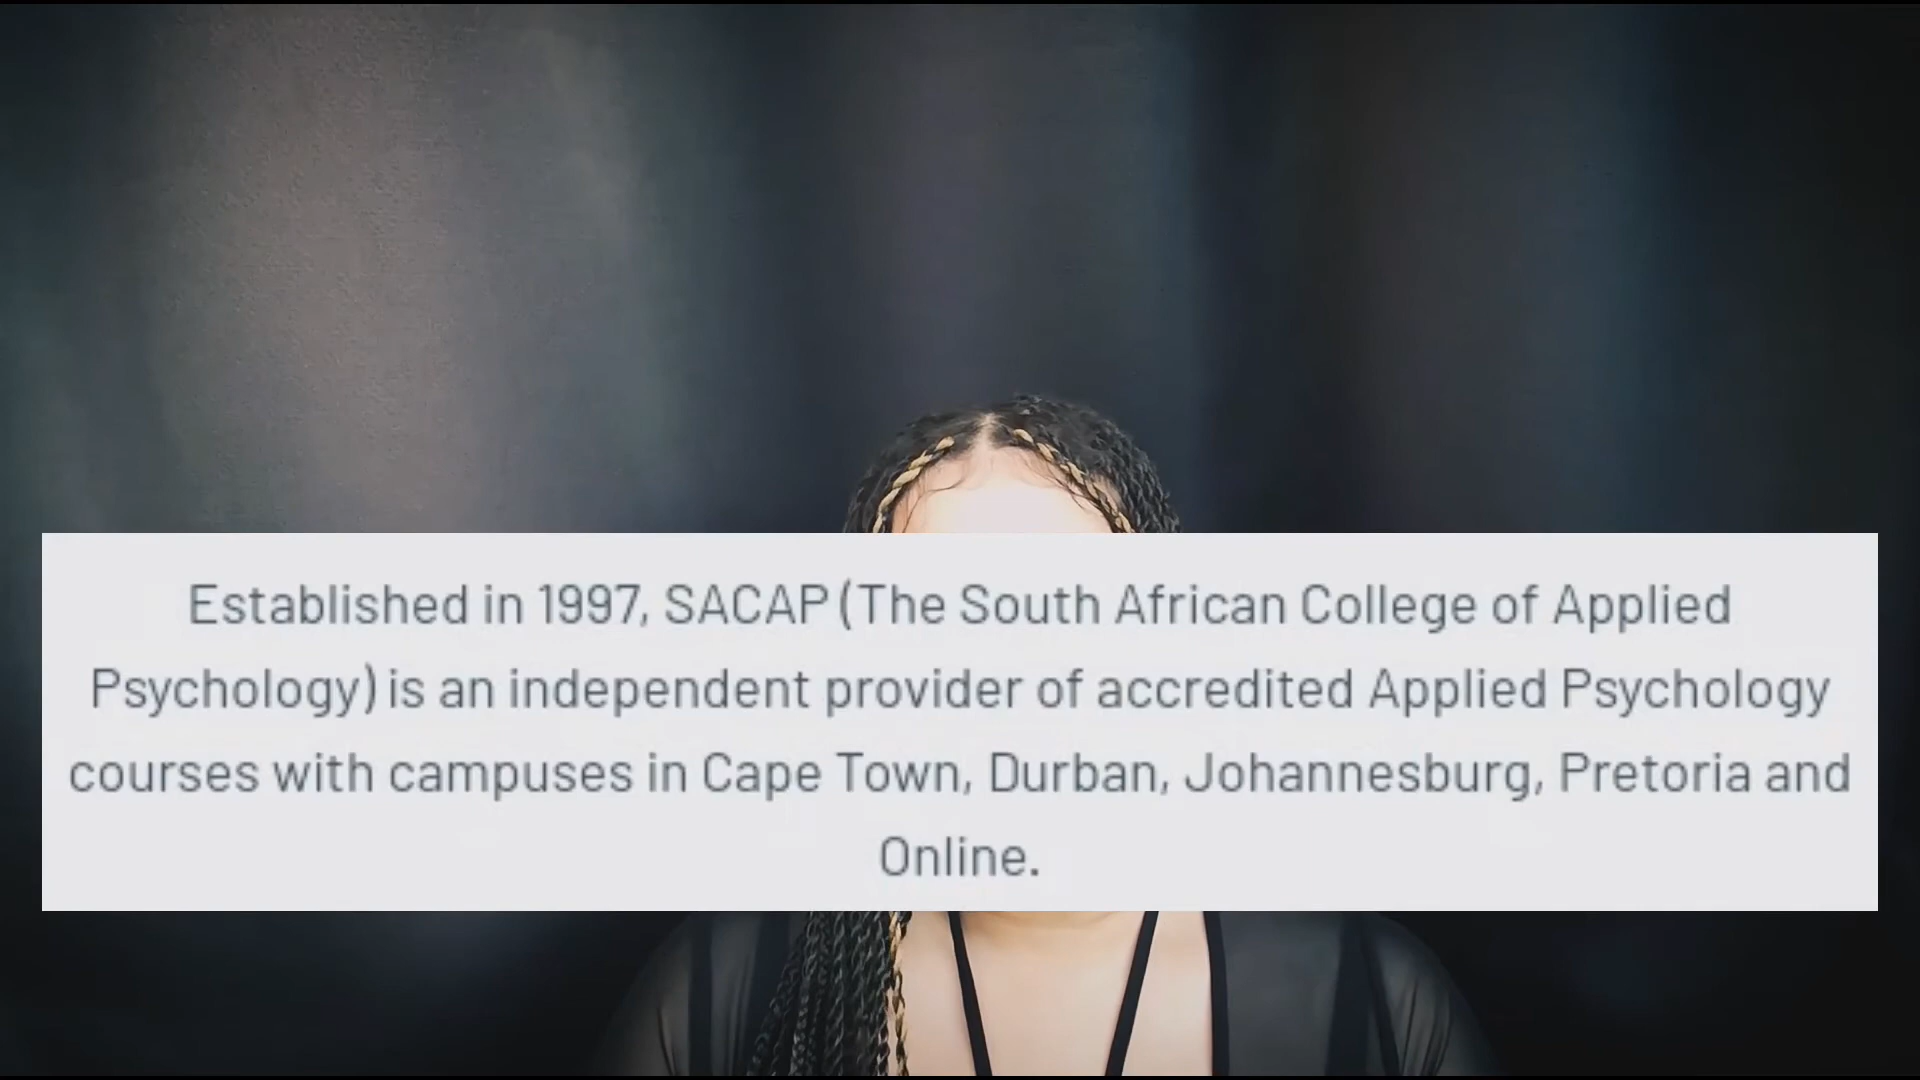 Established in 1997, SACAP (The South African College of Applied
Psychology) is an independent provider of accredited Applied Psychology
courses with campuses in Cape Town, Durban, Johannesburg, Pretoria and
Online.